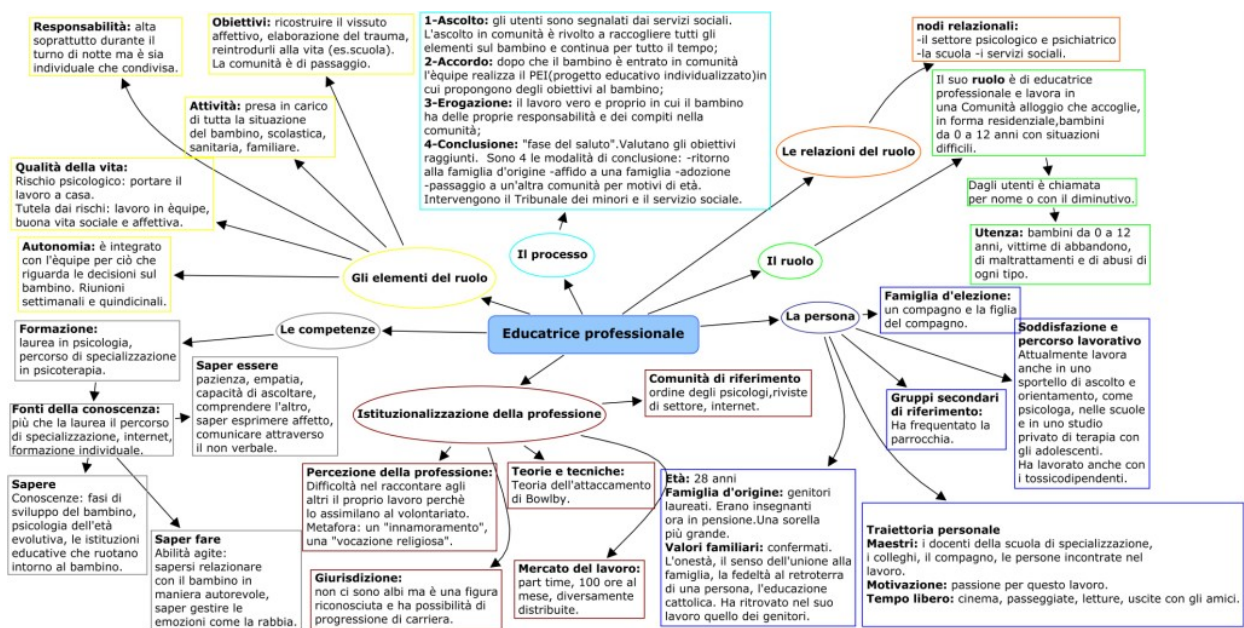 Responsabilità: alta
soprattutto durante il
turno di notte ma è sia
individuale che condivisa.
Obiettivi: ricostruire il vissuto
affettivo, elaborazione del trauma,
reintrodurli alla vita (es.scuola).
La comunità è di passaggio.
Attività: presa in carico
di tutta la situazione
del bambino, scolastica,
sanitaria, familiare.
Qualità della vita:
Rischio psicologico: portare il
lavoro a casa.
Tutela dai rischi: lavoro in èquipe,
buona vita sociale e affettiva.
Autonomia: è integrato
con l'èquipe per ciò che
riguarda le decisioni sul
bambino. Riunioni
settimanali e quindicinali.
Gli elementi del ruolo
1-Ascolto: gli utenti sono segnalati dai servizi sociali.
L'ascolto in comunità è rivolto a raccogliere tutti gli
elementi sul bambino e continua per tutto il tempo;
2-Accordo: dopo che il bambino è entrato in comunità
l'èquipe realizza il PEI(progetto educativo individualizzato)in
cui propongono degli obiettivi al bambino;
3-Erogazione: il lavoro vero e proprio in cui il bambino
ha delle proprie responsabilità e dei compiti nella
comunità;
4-Conclusione: "fase del saluto".Valutano gli obiettivi
raggiunti. Sono 4 le modalità di conclusione: -ritorno
alla famiglia d'origine -affido a una famiglia -adozione
-passaggio a un'altra comunità per motivi di età.
Intervengono il Tribunale dei minori e il servizio sociale.
Il processo
nodi relazionali:
-il settore psicologico e psichiatrico
-la scuola -i servizi sociali.
Le relazioni del ruolo
Il suo ruolo è di educatrice
professionale e lavora in
una Comunità alloggio che accoglie,
in forma residenziale,bambini
da 0 a 12 anni con situazioni
difficili.
Dagli utenti è chiamata
per nome o con il diminutivo.
Utenza: bambini da 0 a 12
anni, vittime di abbandono,
di maltrattamenti e di abusi di
ogni tipo.
Il ruolo
Educatrice professionale
Le competenze
Formazione:
laurea in psicologia,
percorso di specializzazione
in psicoterapia.
Fonti della conoscenza:
più che la laurea il percorso
di specializzazione, internet,
formazione individuale.
Saper essere
pazienza, empatia,
capacità di ascoltare,
comprendere l'altro,
saper esprimere affetto,
comunicare attraverso
il non verbale.
Sapere
Conoscenze: fasi di
sviluppo del bambino,
psicologia dell'età
evolutiva, le istituzioni
educative che ruotano
intorno al bambino.
Saper fare
Abilità agite:
sapersi relazionare
con il bambino in
maniera autorevole,
saper gestire le
emozioni come la rabbia.
Istituzionalizzazione della professione
Comunità di riferimento
ordine degli psicologi,riviste
di settore, internet.
Percezione della professione:
Difficoltà nel raccontare agli
altri il proprio lavoro perchè
lo assimilano al volontariato.
Metafora: un "innamoramento",
una "vocazione religiosa".
Teorie e tecniche:
Teoria dell'attaccamento
di Bowlby.
Giurisdizione:
non ci sono albi ma è una figura
riconosciuta e ha possibilità di
progressione di carriera.
Mercato del lavoro:
part time, 100 ore al
mese, diversamente
distribuite.
La persona
Famiglia d'elezione:
un compagno e la figlia
del compagno.
Soddisfazione e
percorso lavorativo
Attualmente lavora
anche in uno
sportello di ascolto e
orientamento, come
psicologa, nelle scuole
e in uno studio
privato di terapia con
gli adolescenti.
Ha lavorato anche con
i tossicodipendenti.
Gruppi secondari
di riferimento:
Ha frequentato la
parrocchia.
Età: 28 anni
Famiglia d'origine: genitori
laureati. Erano insegnanti
ora in pensione.Una sorella
più grande.
Valori familiari: confermati.
L'onestà, il senso dell'unione alla
famiglia, la fedeltà al retroterra
di una persona, l'educazione
cattolica. Ha ritrovato nel suo
lavoro quello dei genitori.
Traiettoria personale
Maestri: i docenti della scuola di specializzazione,
i colleghi, il compagno, le persone incontrate nel
lavoro.
Motivazione: passione per questo lavoro.
Tempo libero: cinema, passeggiate, letture, uscite con gli amici.